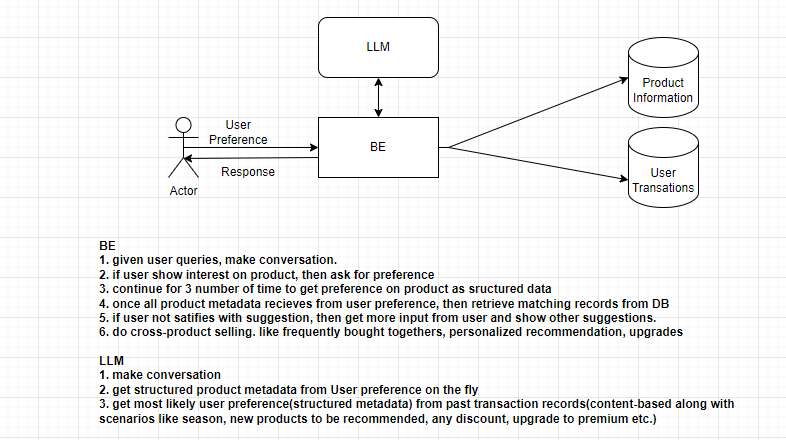 LLM
Product
Information
User
Preference
BE
Response
User
Transations
Actor
BE
1. given user queries, make conversation.
2. if user show interest on product, then ask for preference
3. continue for 3 number of time to get preference on product as sructured data
4. once all product metadata recieves from user preference, then retrieve matching records from DB
5. if user not satifies with suggestion, then get more input from user and show other suggestions.
6. do cross-product selling. like frequently bought togethers, personalized recommendation, upgrades
LLM
1. make conversation
2. get structured product metadata from User preference on the fly
3. get most likely user preference(structured metadata) from past transaction records(content-based along with
scenarios like season, new products to be recommended, any discount, upgrade to premium etc.)